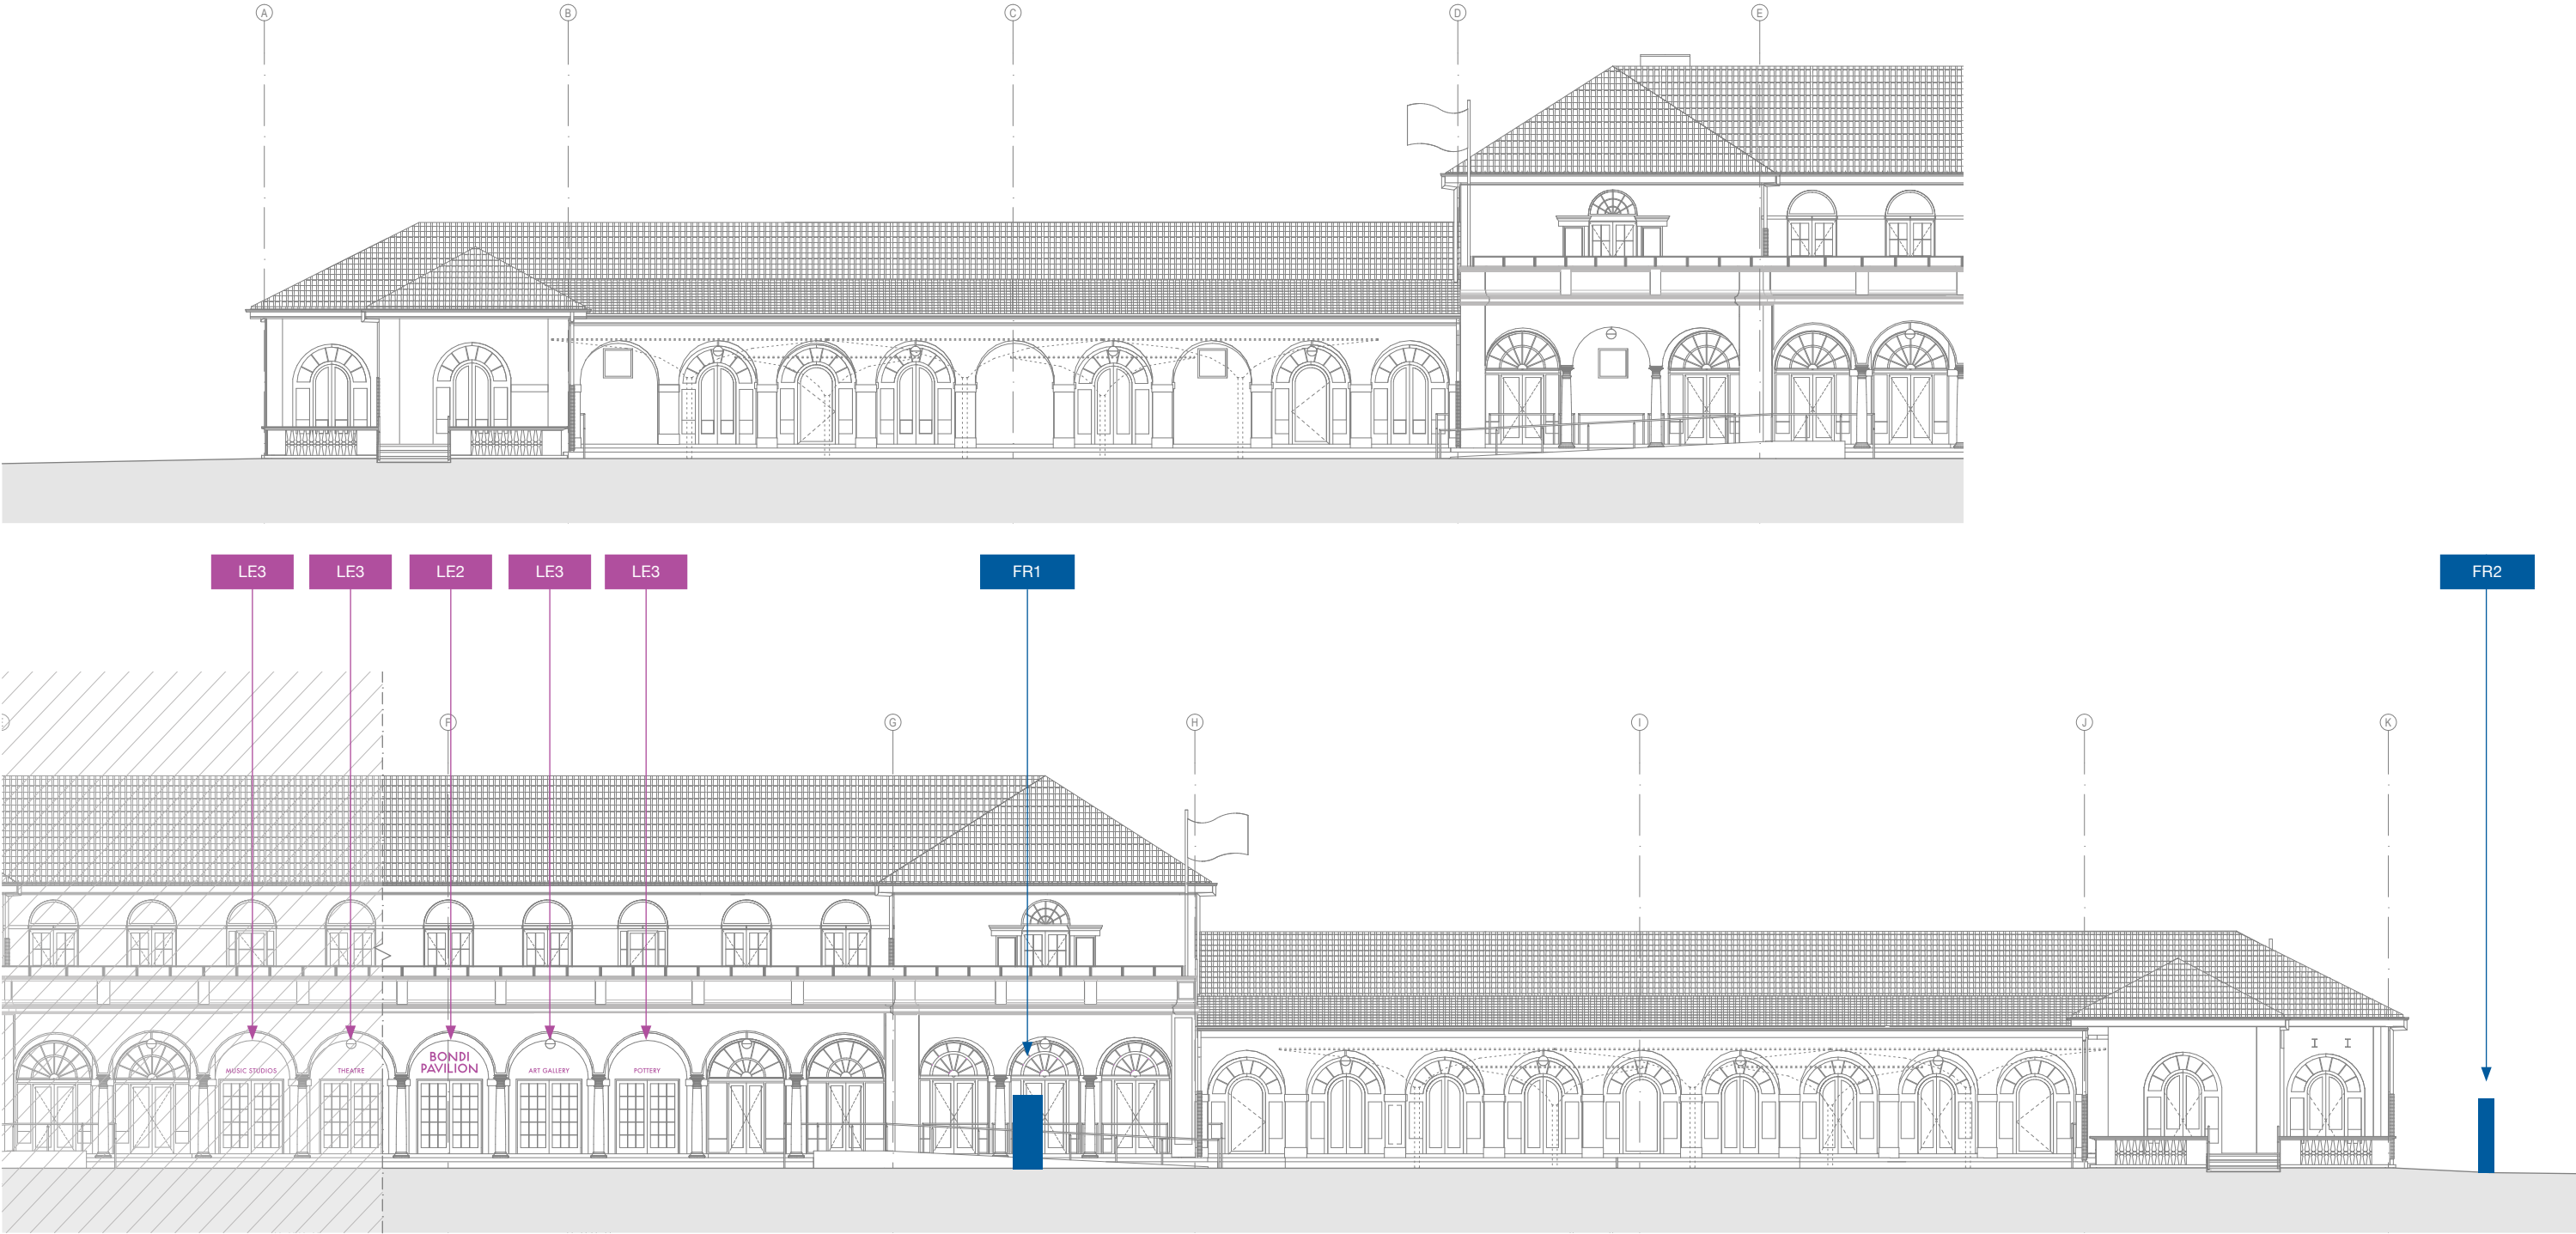 A B C D E
LE3 LE3 LE2 LE3 LE3 FR1 FR2
F G H I J K
MUSIC STUDIOS THEATRE BONDI PAVILION ART GALLERY POTTERY